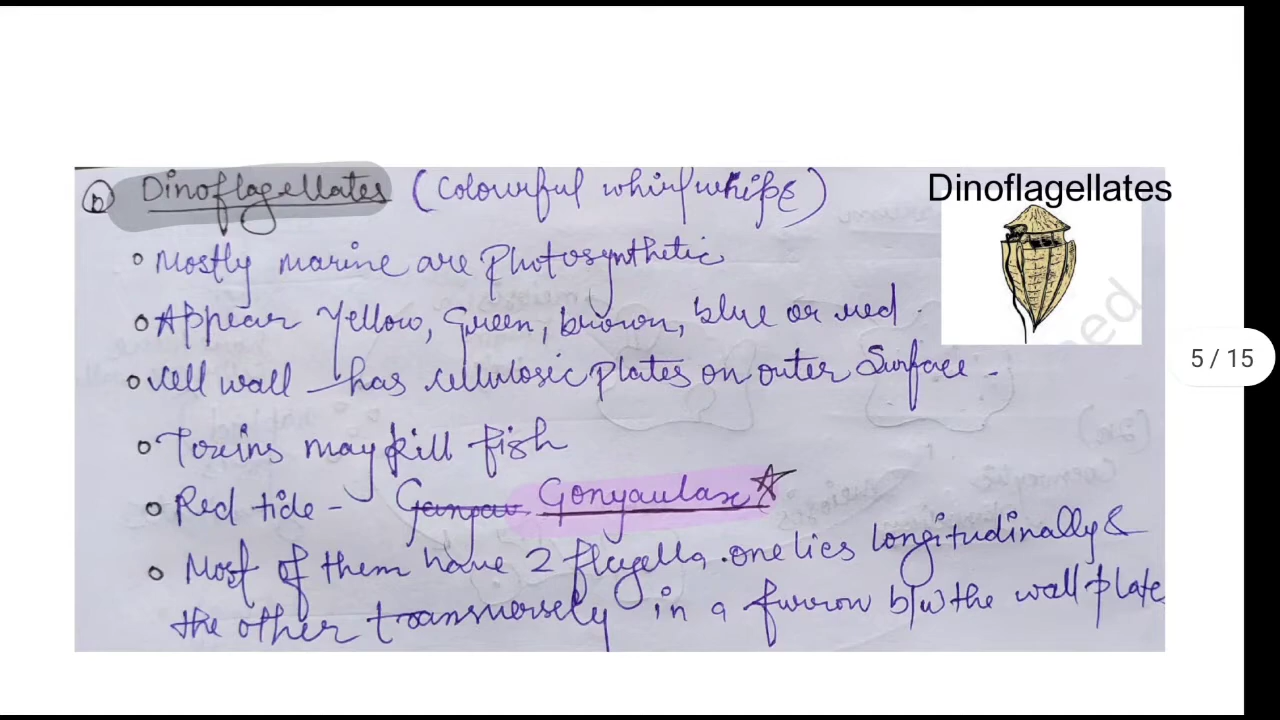 b) Dinoflagellates (Colourful whirlwhips)
Dinoflagellates
• Mostly marine are Photosynthetic
• Appear Yellow, Green, brown, blue or red.
• Cell wall has cellulosic plates on outer Surface -
5 / 15
• Toxins may kill fish
• Red tide - Ganyau Gonyaulax
• Most of them have 2 flagella. one lies longitudinally &
the other transversely in a furrow b/w the wall plate